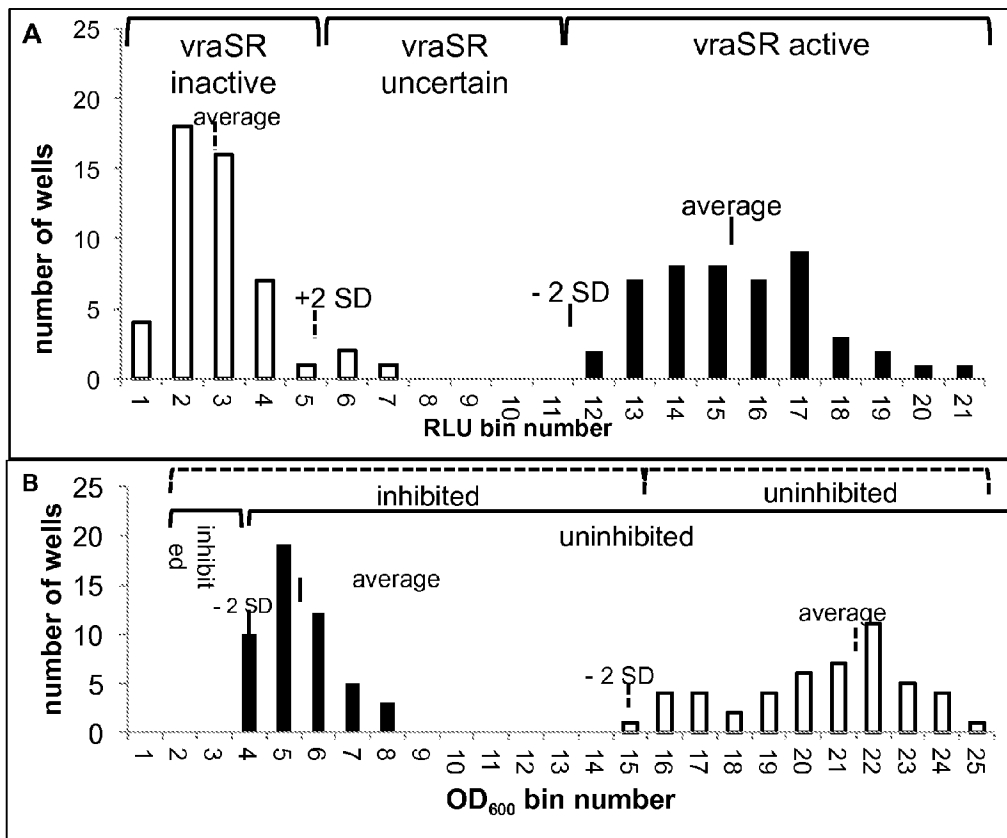 A
25
20
15
10
5
0
number of wells
vraSR
inactive
vraSR
uncertain
vraSR active
average
+2 SD
average
- 2 SD
1 2 3 4 5 6 7 8 9 10 11 12 13 14 15 16 17 18 19 20 21
RLU bin number
B
25
20
15
10
5
0
number of wells
inhibited
uninhibited
inhibit
ed
uninhibited
- 2 SD
average
- 2 SD
average
1 2 3 4 5 6 7 8 9 10 11 12 13 14 15 16 17 18 19 20 21 22 23 24 25
OD600 bin number